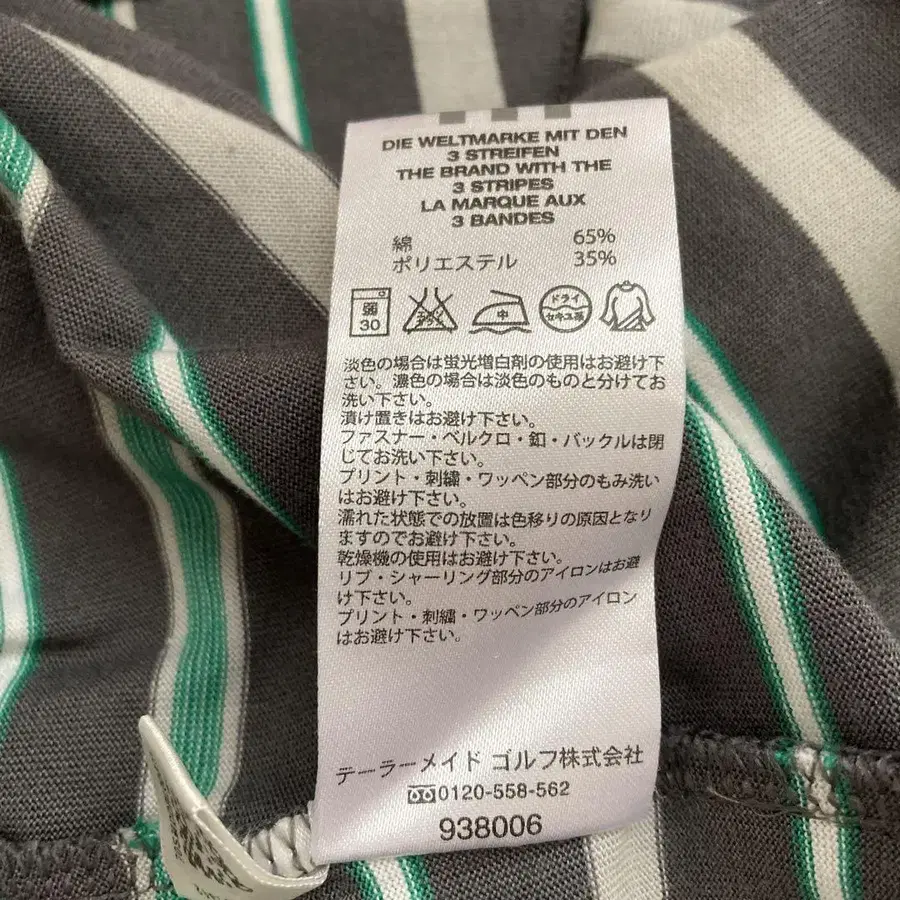 DIE WELTMARKE MIT DEN
3 STREIFEN
THE BRAND WITH THE
3 STRIPES
LA MARQUE AUX
3 BANDES
綿 65%
ポリエステル 35%
弱
30
中
ドライ
セキユ系
淡色の場合は蛍光増白剤の使用はお避け下
さい。濃色の場合は淡色のものと分けてお
洗い下さい。
漬け置きはお避け下さい。
ファスナー・ベルクロ・釦・バックルは閉
じてお洗い下さい。
プリント・刺繍・ワッペン部分のもみ洗い
はお避け下さい。
濡れた状態での放置は色移りの原因となり
ますのでお避け下さい。
乾燥機の使用はお避け下さい。
リブ・シャーリング部分のアイロンはお避
け下さい。
プリント・刺繍・ワッペン部分のアイロン
はお避け下さい。
テーラーメイド ゴルフ株式会社
0120-558-562
938006